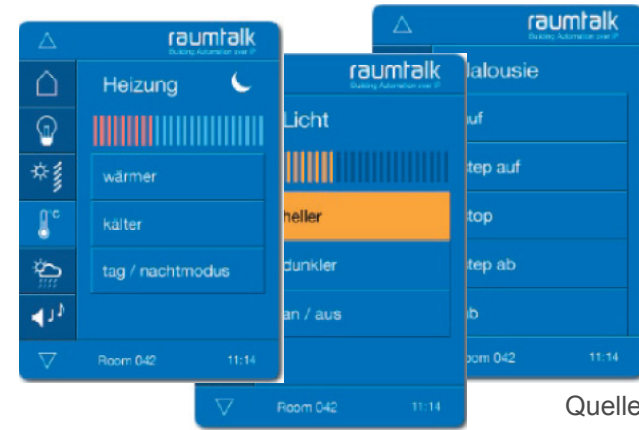 raumtalk
Building Automation over IP
Heizung
wärmer
kälter
tag / nachtmodus
°C
Room 042
11:14
raumtalk
Building Automation over IP
Licht
heller
dunkler
an / aus
Room 042
11:14
raumtalk
Building Automation over IP
alousie
uf
tep auf
top
tep ab
b
oom 042
11:14
Quelle